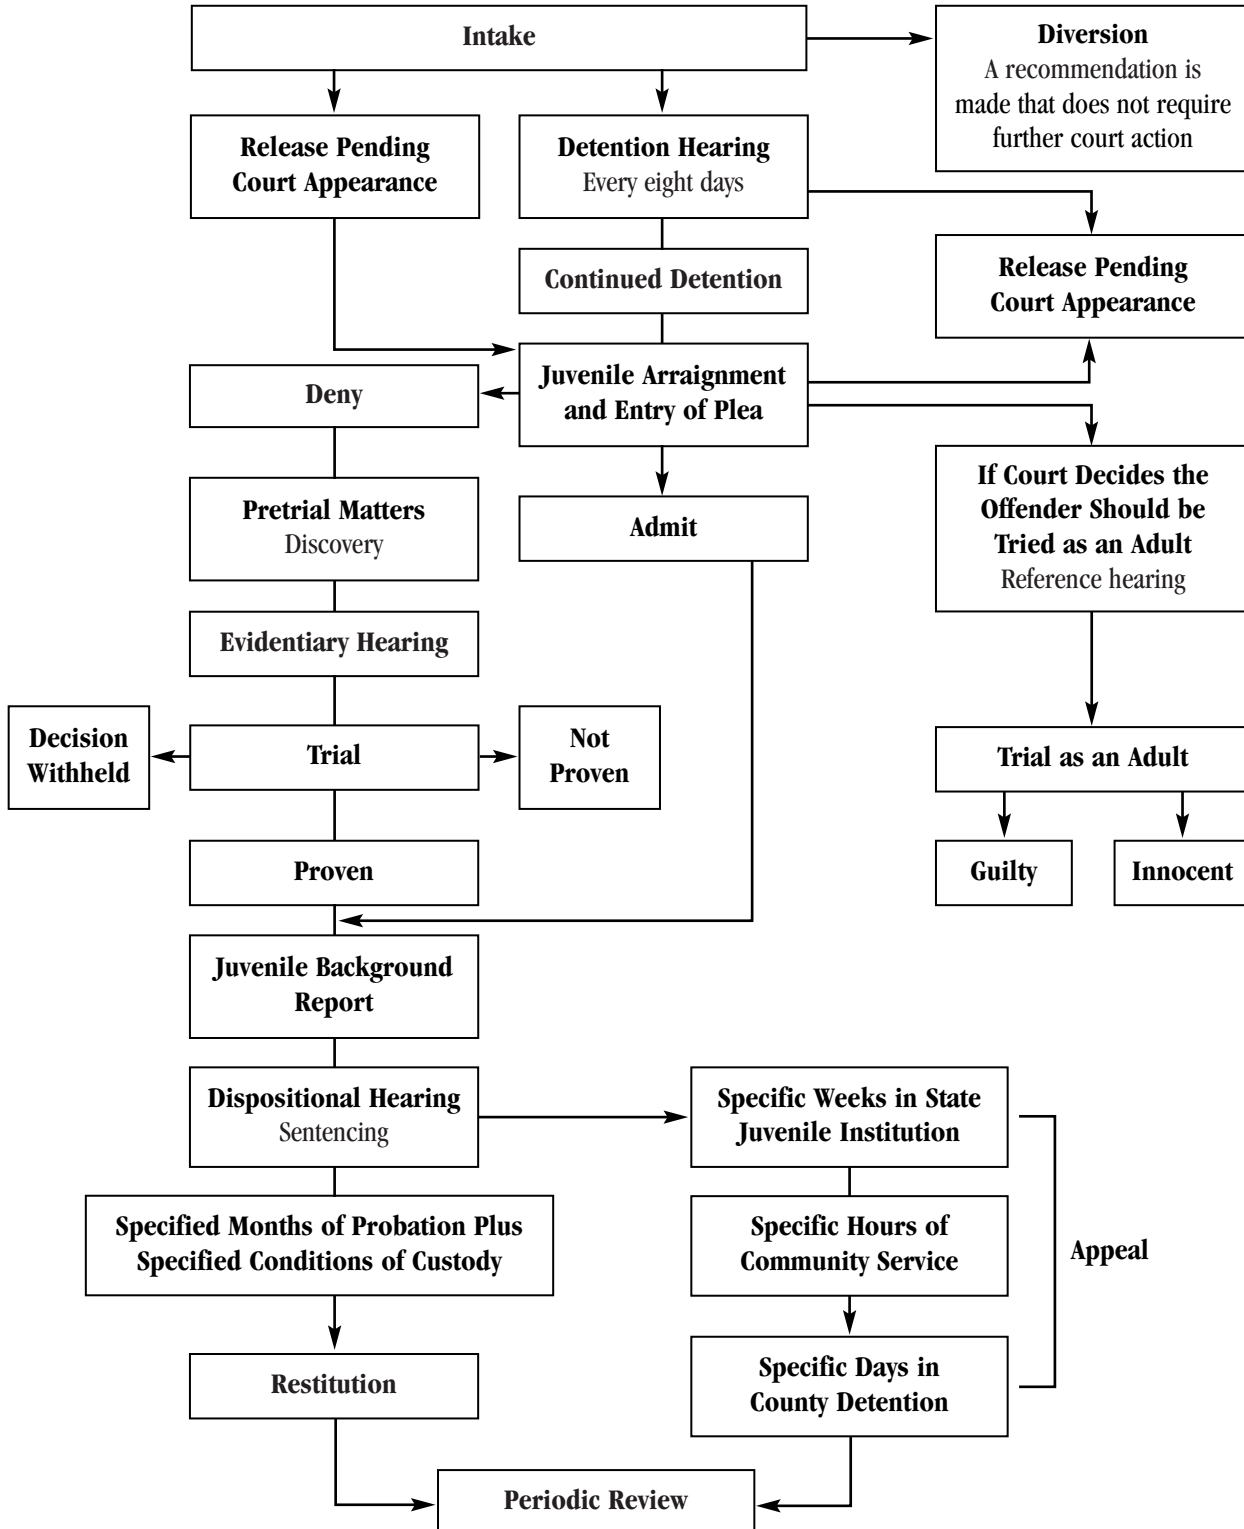 Intake
Diversion
A recommendation is
made that does not require
further court action
Release Pending
Court Appearance
Detention Hearing
Every eight days
Continued Detention
Release Pending
Court Appearance
Juvenile Arraignment
and Entry of Plea
Deny
Pretrial Matters
Discovery
Admit
If Court Decides the
Offender Should be
Tried as an Adult
Reference hearing
Evidentiary Hearing
Decision
Withheld
Trial
Not
Proven
Trial as an Adult
Proven
Guilty
Innocent
Juvenile Background
Report
Dispositional Hearing
Sentencing
Specific Weeks in State
Juvenile Institution
Specified Months of Probation Plus
Specified Conditions of Custody
Specific Hours of
Community Service
Appeal
Restitution
Specific Days in
County Detention
Periodic Review